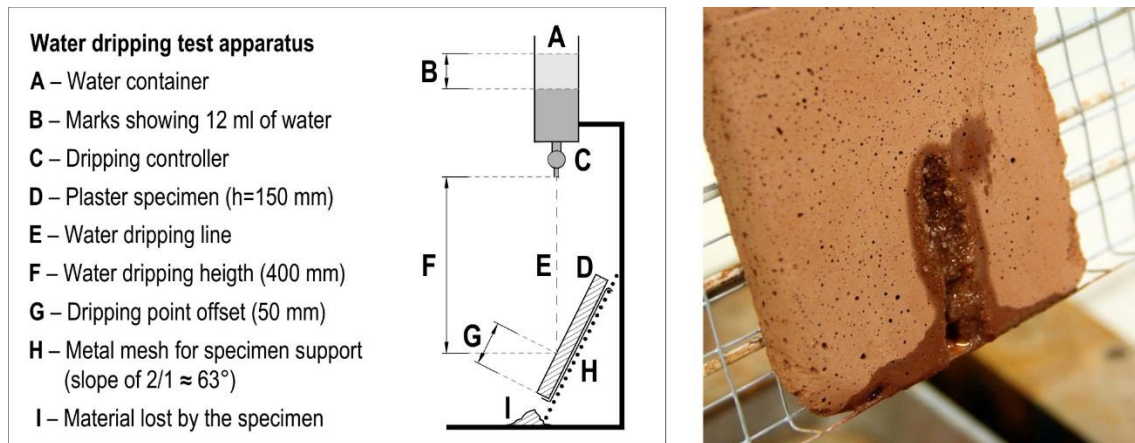 Water dripping test apparatus
A – Water container
B – Marks showing 12 ml of water
C – Dripping controller
D – Plaster specimen (h=150 mm)
E – Water dripping line
F – Water dripping heigth (400 mm)
G – Dripping point offset (50 mm)
H – Metal mesh for specimen support
(slope of 2/1 ≈ 63°)
I – Material lost by the specimen
A
B
C
F
E
D
G
H
I